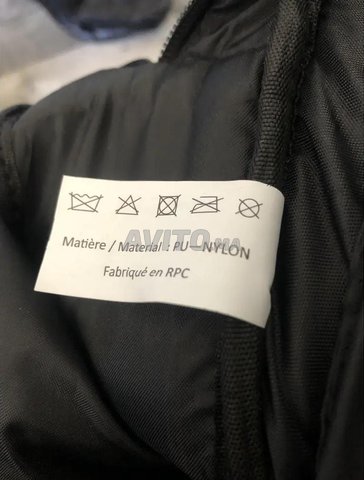 AVITO.MA
Matière / Material : PU – NYLON
Fabriqué en RPC